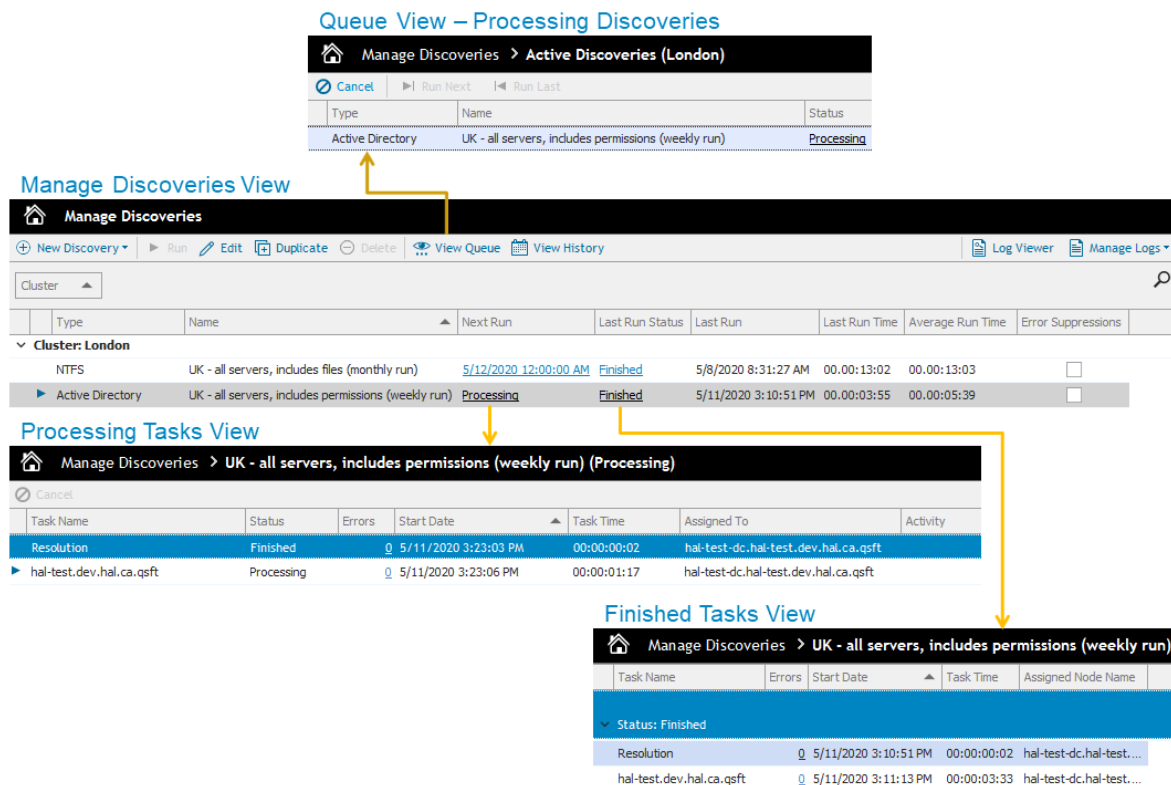 Queue View – Processing Discoveries
Manage Discoveries > Active Discoveries (London)
Cancel Run Next Run Last
Type Name Status
Active Directory UK - all servers, includes permissions (weekly run) Processing
Manage Discoveries View
Manage Discoveries
New Discovery Run Edit Duplicate Delete View Queue View History Log Viewer Manage Logs
Cluster
Type Name Next Run Last Run Status Last Run Last Run Time Average Run Time Error Suppressions
Cluster: London
NTFS UK - all servers, includes files (monthly run) 5/12/2020 12:00:00 AM Finished 5/8/2020 8:31:27 AM 00.00:13:02 00.00:13:03
Active Directory UK - all servers, includes permissions (weekly run) Processing Finished 5/11/2020 3:10:51 PM 00.00:03:55 00.00:05:39
Processing Tasks View
Manage Discoveries > UK - all servers, includes permissions (weekly run) (Processing)
Cancel
Task Name Status Errors Start Date Task Time Assigned To Activity
Resolution Finished 0 5/11/2020 3:23:03 PM 00:00:00:02 hal-test-dc.hal-test.dev.hal.ca.qsft
hal-test.dev.hal.ca.qsft Processing 0 5/11/2020 3:23:06 PM 00:00:01:17 hal-test-dc.hal-test.dev.hal.ca.qsft
Finished Tasks View
Manage Discoveries > UK - all servers, includes permissions (weekly run)
Task Name Errors Start Date Task Time Assigned Node Name
Status: Finished
Resolution 0 5/11/2020 3:10:51 PM 00:00:00:02 hal-test-dc.hal-test....
hal-test.dev.hal.ca.qsft 0 5/11/2020 3:11:13 PM 00:00:03:33 hal-test-dc.hal-test....